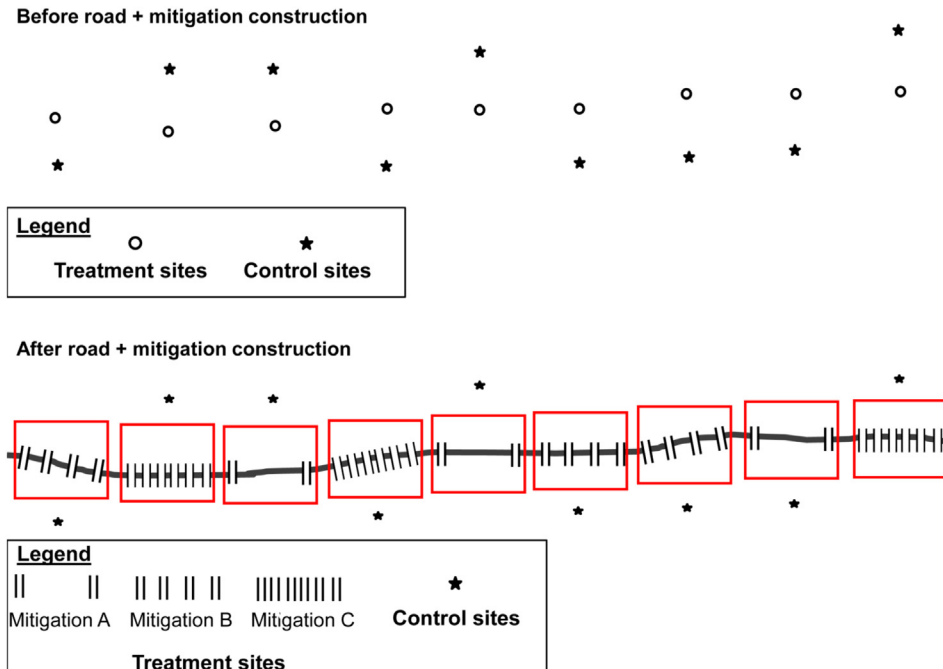 Before road + mitigation construction
Legend
Treatment sites Control sites
After road + mitigation construction
Legend
Mitigation A Mitigation B Mitigation C Control sites
Treatment sites